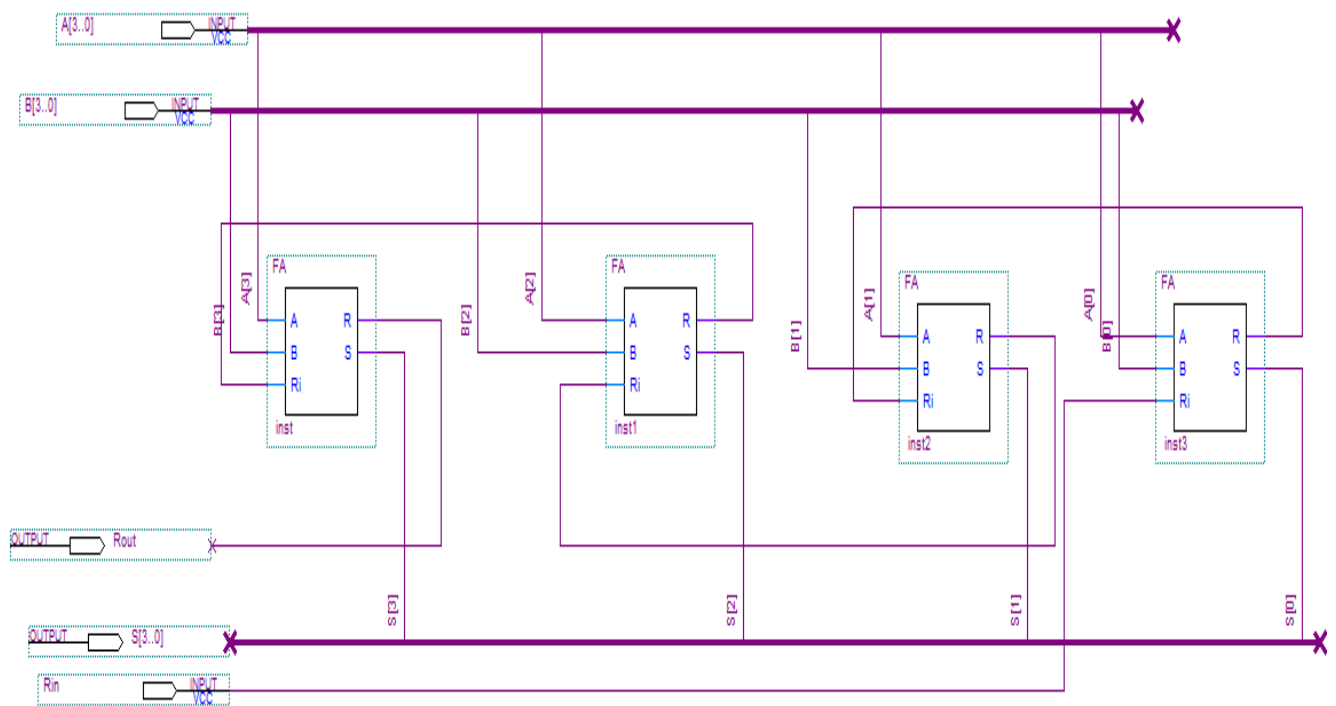 A[3..0] INPUT VCC
B[3..0] INPUT VCC
A[3]
B[3]
FA
A B Ri R S
inst
A[2]
B[2]
FA
A B Ri R S
inst1
A[1]
B[1]
FA
A B Ri R S
inst2
A[0]
B[0]
FA
A B Ri R S
inst3
OUTPUT Rout
S[3]
S[2]
S[1]
S[0]
OUTPUT S[3..0]
Rin INPUT VCC